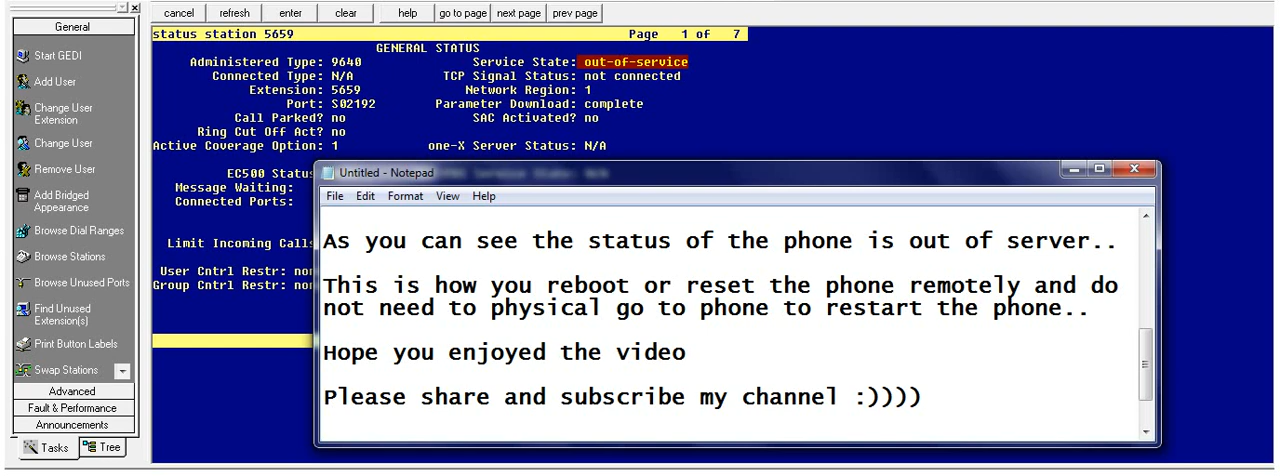 cancel refresh enter clear help go to page next page prev page
General
Start GEDI
Add User
Change User
Extension
Change User
Remove User
Add Bridged
Appearance
Browse Dial Ranges
Browse Stations
Browse Unused Ports
Find Unused
Extension(s)
Print Button Labels
Swap Stations
Advanced
Fault & Performance
Announcements
Tasks Tree
status station 5659 Page 1 of 7
GENERAL STATUS
Administered Type: 9640 Service State: out-of-service
Connected Type: N/A TCP Signal Status: not connected
Extension: 5659 Network Region: 1
Port: S02192 Parameter Download: complete
Call Parked? no SAC Activated? no
Ring Cut Off Act? no
Active Coverage Option: 1 one-X Server Status: N/A
EC500 Statu
Message Waiting:
Connected Ports:
Limit Incoming Calls
User Cntrl Restr: non
Group Cntrl Restr: non
Untitled - Notepad
File Edit Format View Help
As you can see the status of the phone is out of server..
This is how you reboot or reset the phone remotely and do
not need to physical go to phone to restart the phone..
Hope you enjoyed the video
Please share and subscribe my channel :))))